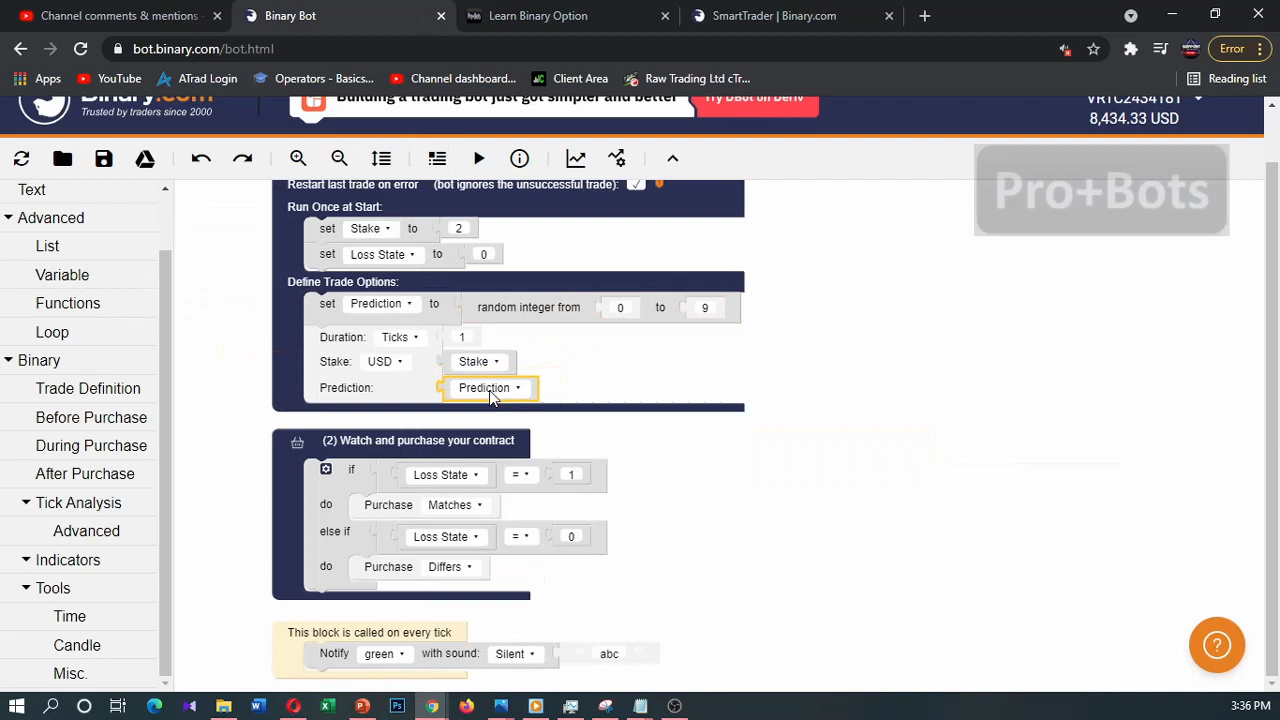 Channel comments & mentions
Binary Bot
Learn Binary Option
SmartTrader | Binary.com
bot.binary.com/bot.html
Error
Apps
YouTube
ATrad Login
Operators - Basics...
Channel dashboard...
Client Area
Raw Trading Ltd cTr...
Reading list
Binary.com
Trusted by traders since 2000
Building a trading bot just got simpler and better
Try DBot on Deriv
VRTC2434181
8,434.33 USD
Pro+Bots
Text
Advanced
List
Variable
Functions
Loop
Binary
Trade Definition
Before Purchase
During Purchase
After Purchase
Tick Analysis
Advanced
Indicators
Tools
Time
Candle
Misc.
Restart last trade on error (bot ignores the unsuccessful trade):
Run Once at Start:
set Stake to 2
set Loss State to 0
Define Trade Options:
set Prediction to random integer from 0 to 9
Duration: Ticks 1
Stake: USD Stake
Prediction: Prediction
(2) Watch and purchase your contract
if Loss State = 1
do Purchase Matches
else if Loss State = 0
do Purchase Differs
This block is called on every tick
Notify green with sound: Silent abc
3:36 PM